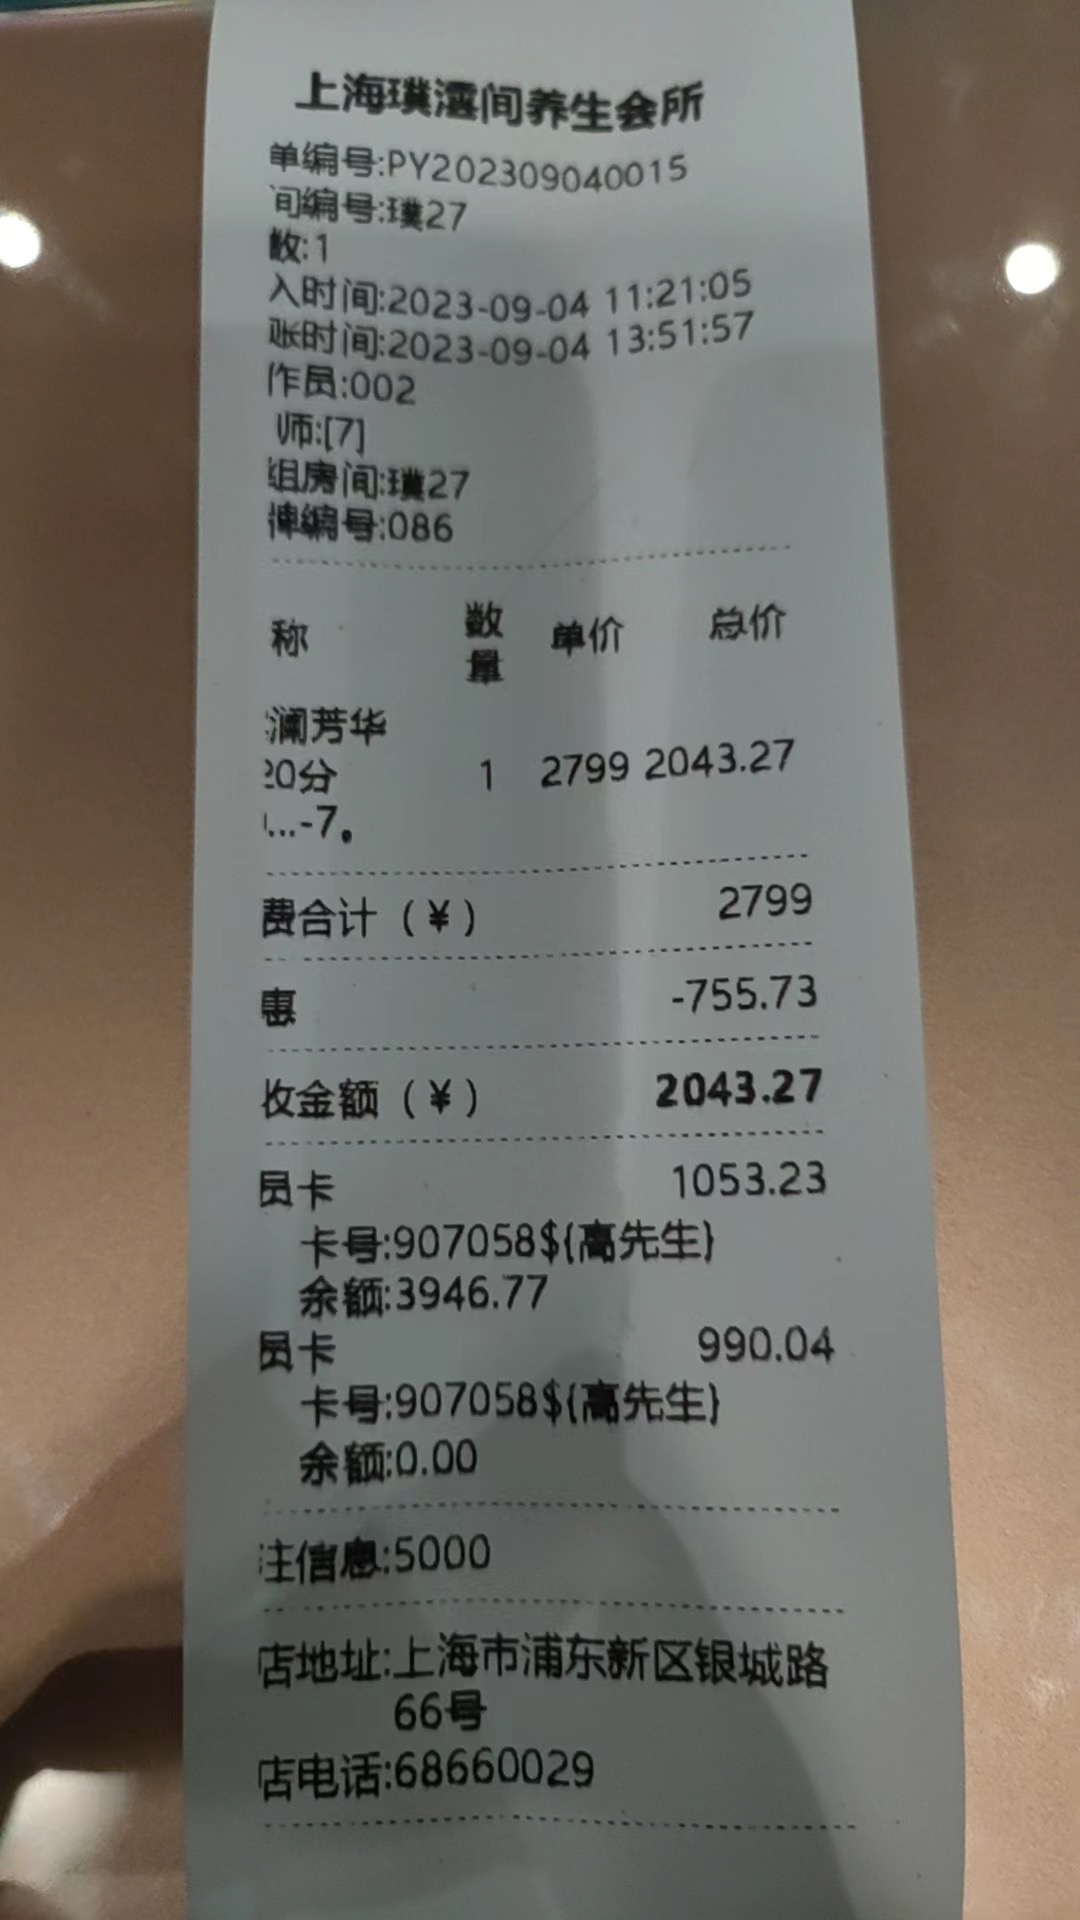 上海璞澐间养生会所
单编号:PY202309040015
间编号:璞27
数:1
入时间:2023-09-04 11:21:05
账时间:2023-09-04 13:51:57
作员:002
师:[7]
组房间:璞27
牌编号:086
称 数量 单价 总价
澜芳华
20分 1 2799 2043.27
...-7。
费合计（¥） 2799
惠 -755.73
收金额（¥） 2043.27
员卡 1053.23
卡号:907058${高先生}
余额:3946.77
员卡 990.04
卡号:907058${高先生}
余额:0.00
注信息:5000
店地址:上海市浦东新区银城路
66号
店电话:68660029